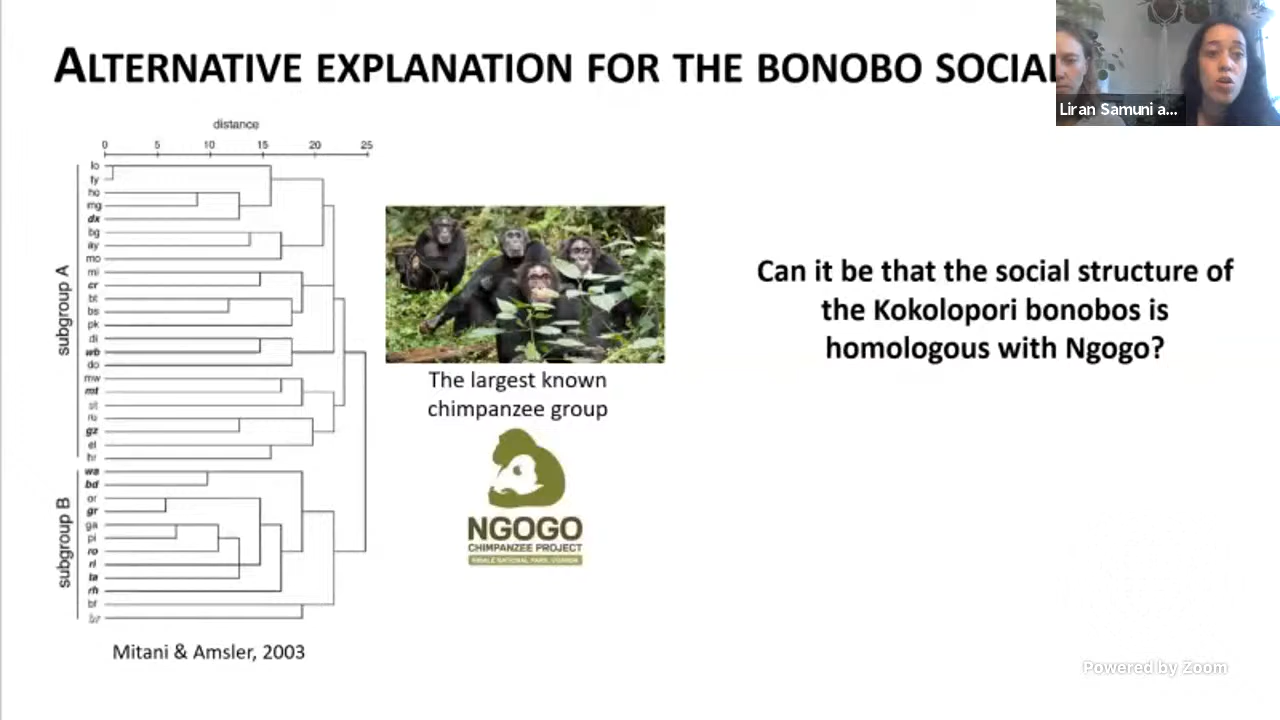 ALTERNATIVE EXPLANATION FOR THE BONOBO SOCIAL
Liran Samuni a...
distance
0 5 10 15 20 25
subgroup A
lo
ty
ho
mg
dx
bg
ay
mo
mi
cr
bt
bs
pk
di
wb
do
mw
mt
st
gz
el
hr
subgroup B
wa
bd
or
gr
ga
pi
ro
rl
ta
rh
bf
Mitani & Amsler, 2003
The largest known
chimpanzee group
NGOGO
CHIMPANZEE PROJECT
KIBALE NATIONAL PARK, UGANDA
Can it be that the social structure of
the Kokolopori bonobos is
homologous with Ngogo?
Powered by Zoom